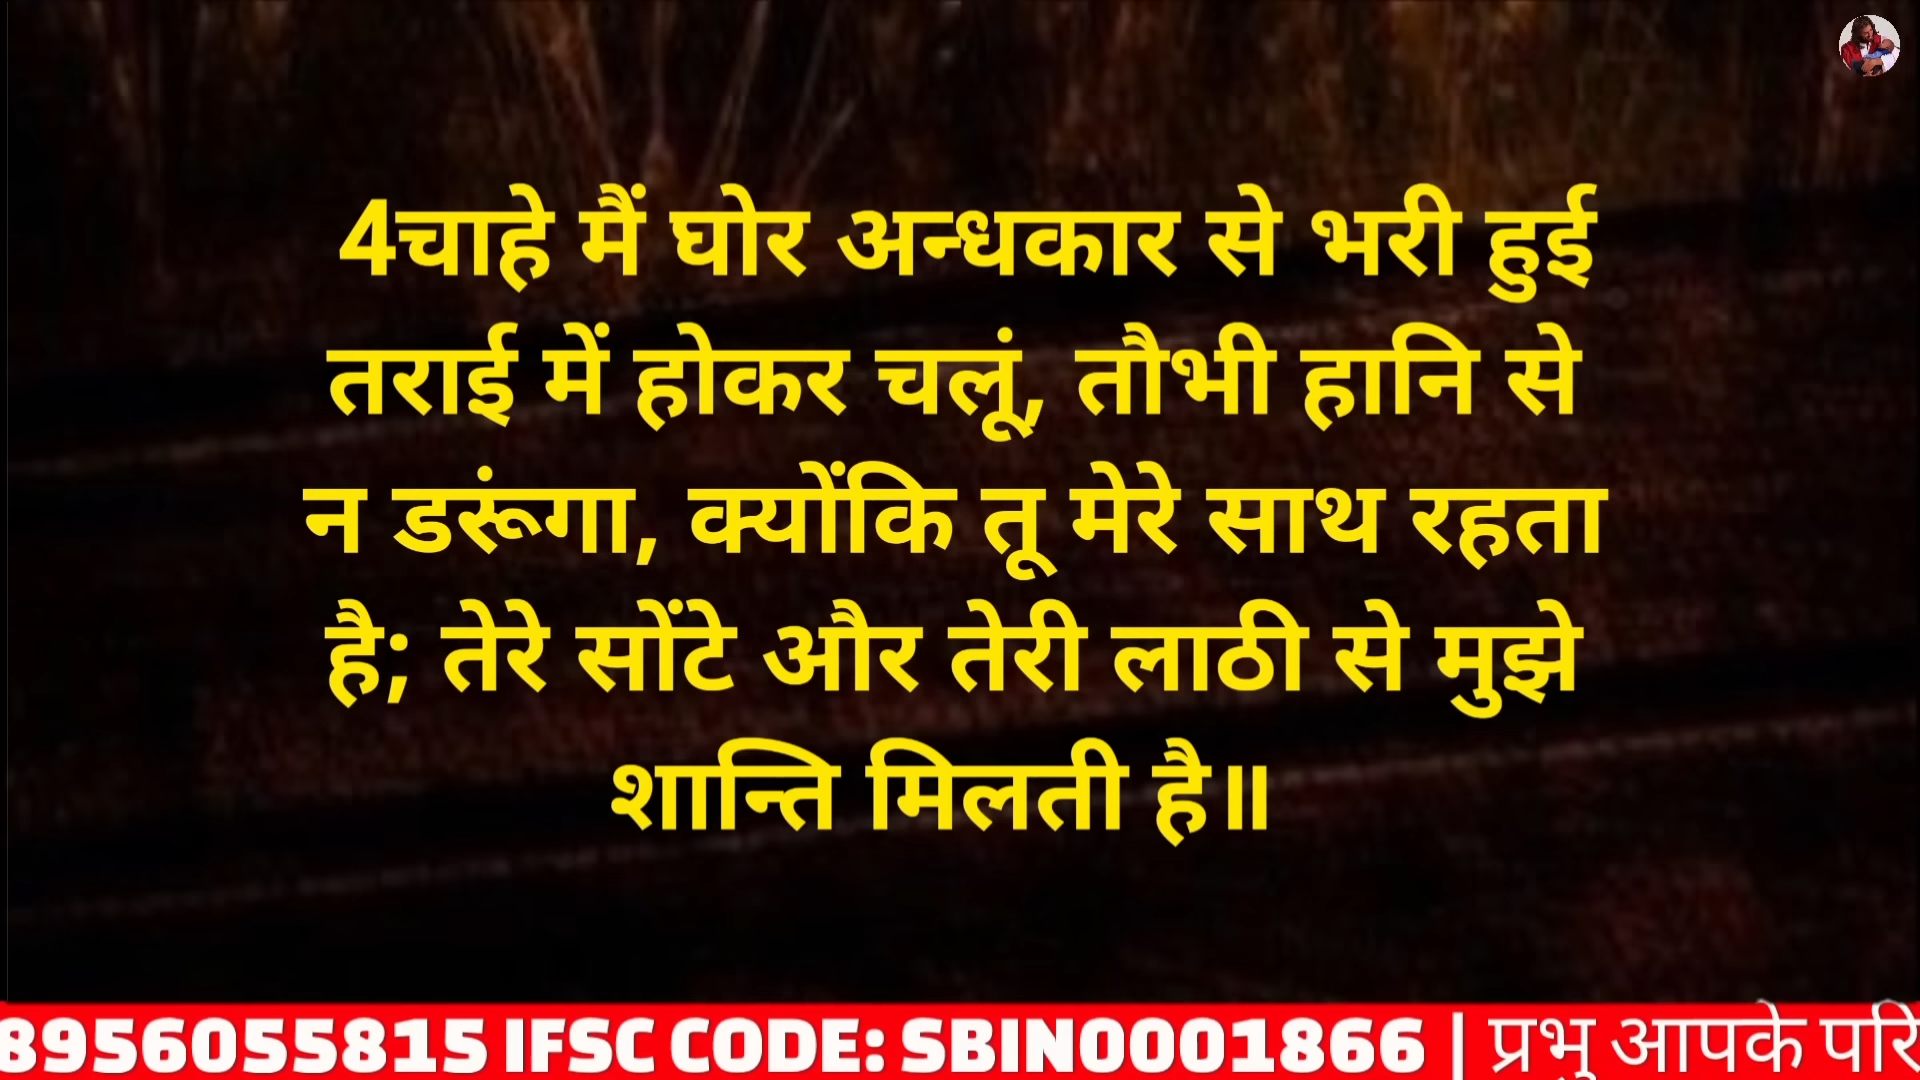 4चाहे मैं घोर अन्धकार से भरी हुई
तराई में होकर चलूं, तौभी हानि से
न डरूंगा, क्योंकि तू मेरे साथ रहता
है; तेरे सोंटे और तेरी लाठी से मुझे
शान्ति मिलती है॥
8956055815 IFSC CODE: SBIN0001866 | प्रभु आपके परि